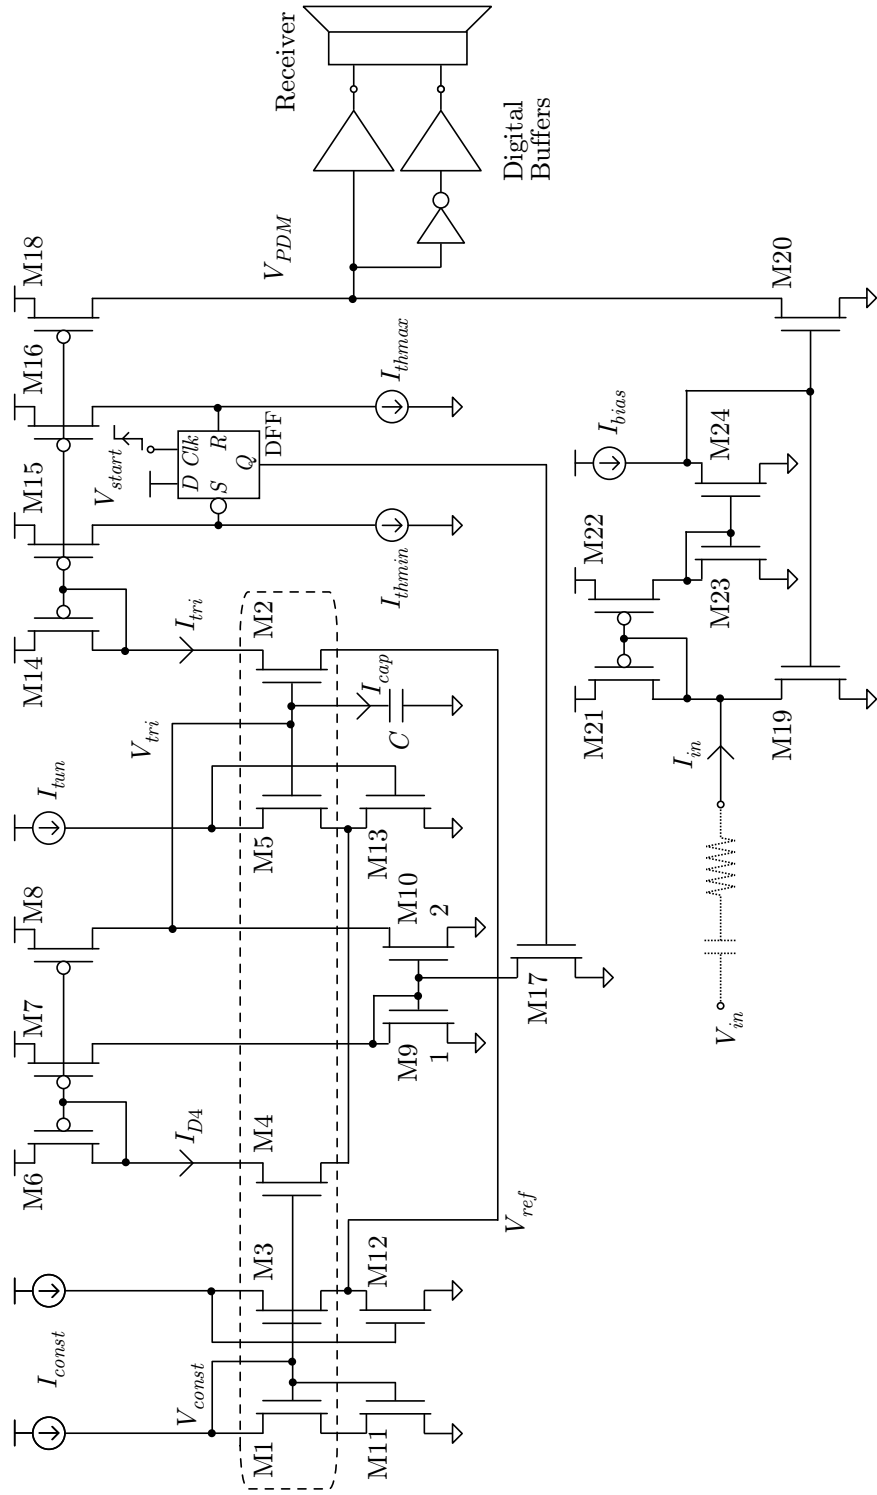 M6
M7
M8
M14
M15
M16
M18
I_const
I_tun
V_start
V_tri
V_const
I_D4
I_tri
D Clk
S R
Q
DFF
V_PDM
Receiver
M1
M3
M4
M5
M2
I_cap
C
M11
M12
M13
I_thmin
I_thmax
M9
M10
1
2
V_ref
Digital
Buffers
M17
M21
M22
I_bias
I_in
M23
M24
V_in
M19
M20